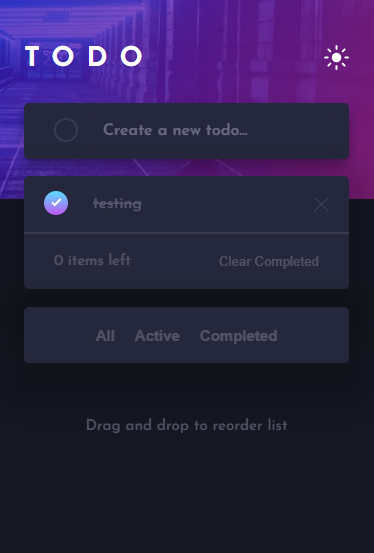 TODO
Create a new todo...
testing
0 items left Clear Completed
All Active Completed
Drag and drop to reorder list